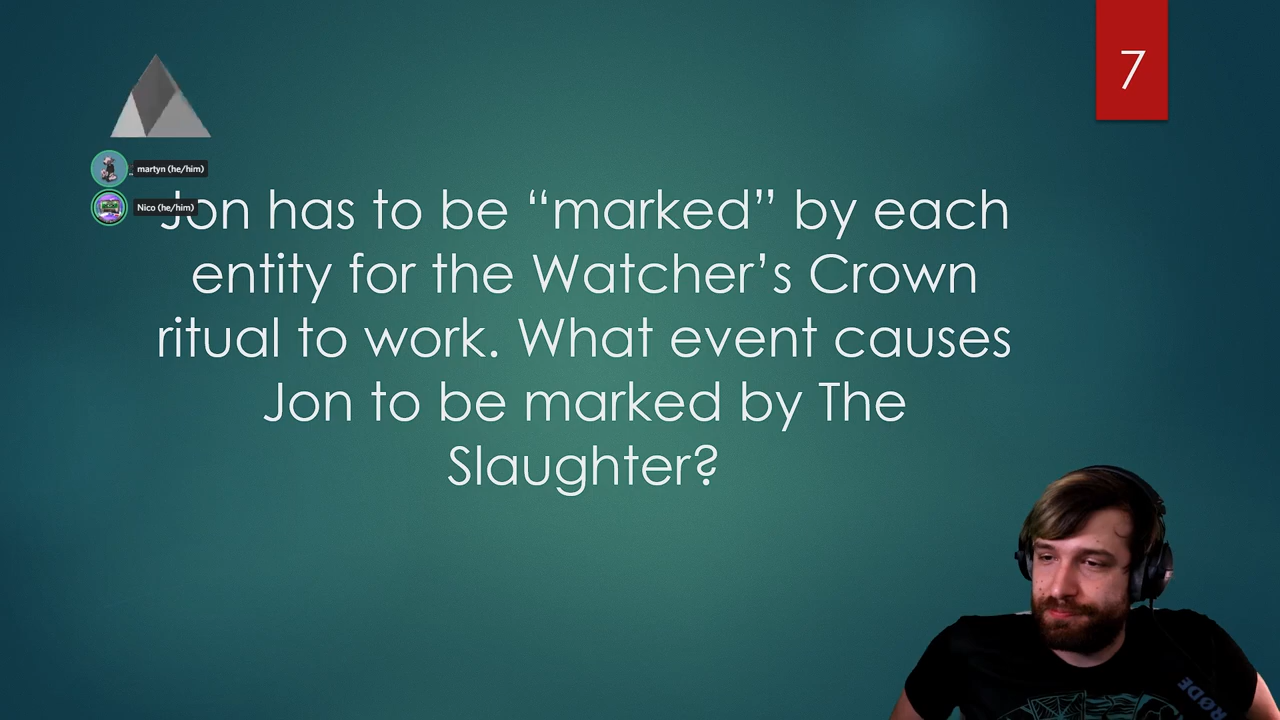 7
martyn (he/him)
Nico (he/him)
Jon has to be “marked” by each
entity for the Watcher’s Crown
ritual to work. What event causes
Jon to be marked by The
Slaughter?
RØDE